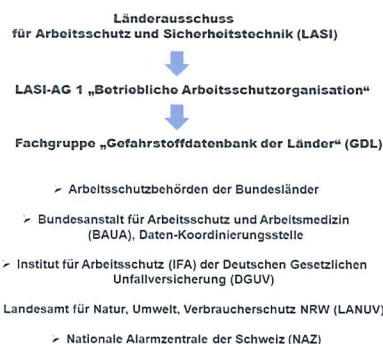 Länderausschuss
für Arbeitsschutz und Sicherheitstechnik (LASI)
LASI-AG 1 „Betriebliche Arbeitsschutzorganisation“
Fachgruppe „Gefahrstoffdatenbank der Länder“ (GDL)
➢ Arbeitsschutzbehörden der Bundesländer
➢ Bundesanstalt für Arbeitsschutz und Arbeitsmedizin
(BAUA), Daten-Koordinierungsstelle
➢ Institut für Arbeitsschutz (IFA) der Deutschen Gesetzlichen
Unfallversicherung (DGUV)
Landesamt für Natur, Umwelt, Verbraucherschutz NRW (LANUV)
➢ Nationale Alarmzentrale der Schweiz (NAZ)